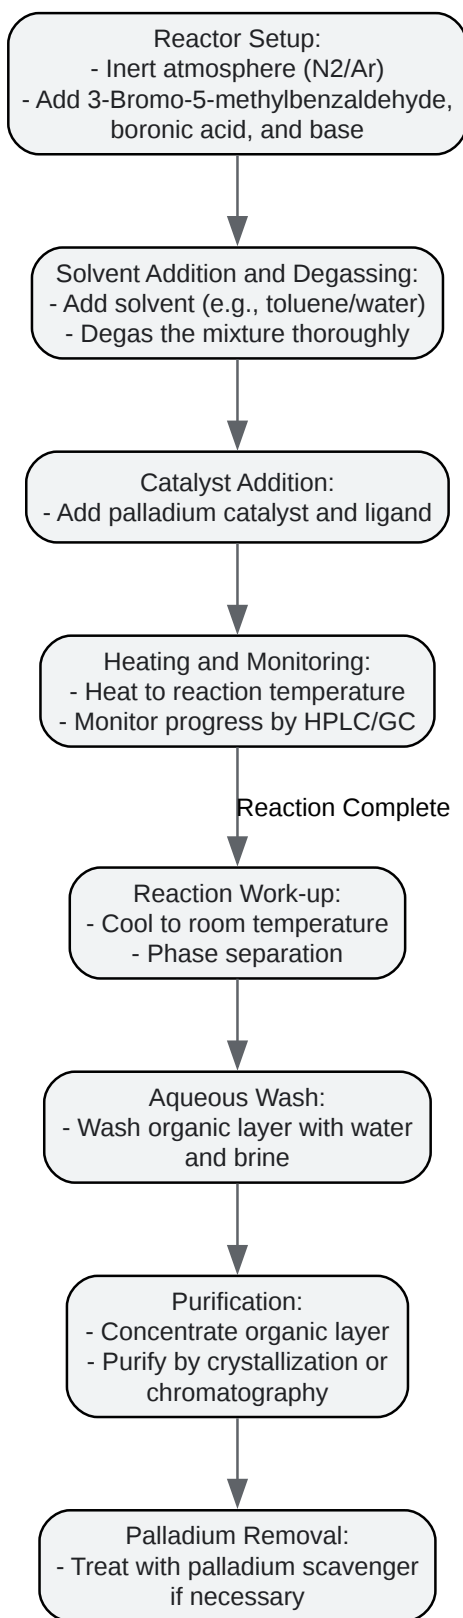 Reactor Setup:
- Inert atmosphere (N2/Ar)
- Add 3-Bromo-5-methylbenzaldehyde,
boronic acid, and base
Solvent Addition and Degassing:
- Add solvent (e.g., toluene/water)
- Degas the mixture thoroughly
Catalyst Addition:
- Add palladium catalyst and ligand
Heating and Monitoring:
- Heat to reaction temperature
- Monitor progress by HPLC/GC
Reaction Complete
Reaction Work-up:
- Cool to room temperature
- Phase separation
Aqueous Wash:
- Wash organic layer with water
and brine
Purification:
- Concentrate organic layer
- Purify by crystallization or
chromatography
Palladium Removal:
- Treat with palladium scavenger
if necessary